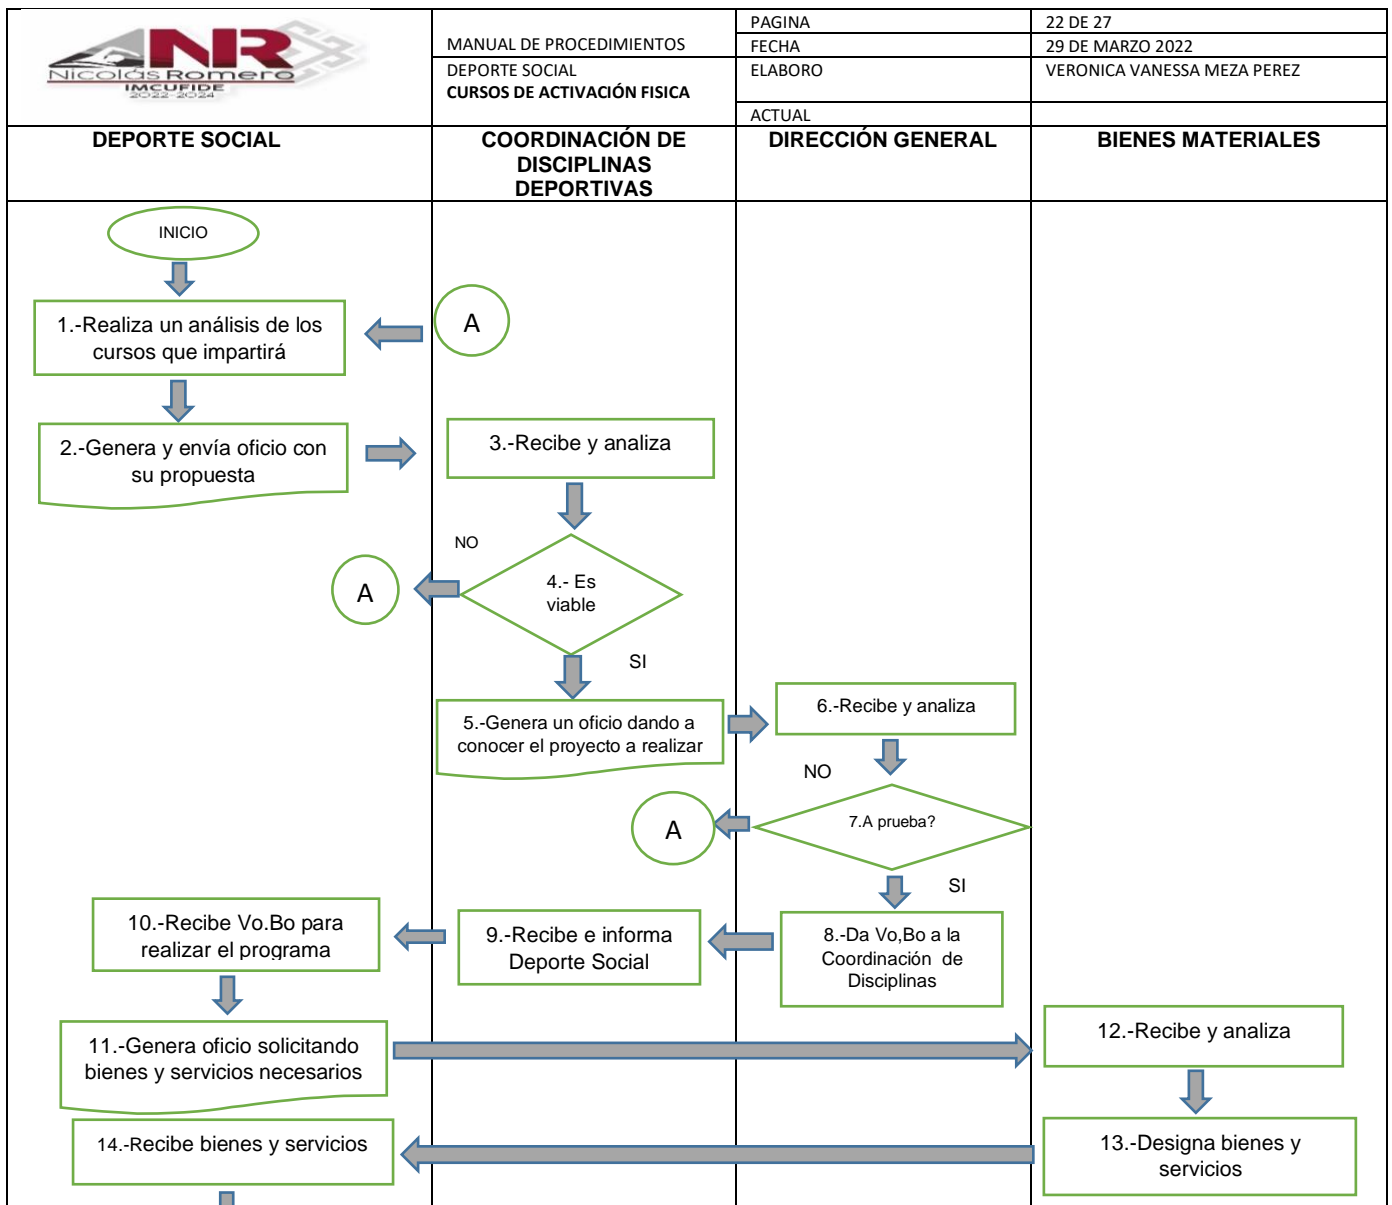 NR
Nicolás Romero
IMCUFIDE
2022-2024
MANUAL DE PROCEDIMIENTOS
DEPORTE SOCIAL
CURSOS DE ACTIVACIÓN FISICA
PAGINA
22 DE 27
FECHA
29 DE MARZO 2022
ELABORO
VERONICA VANESSA MEZA PEREZ
ACTUAL
DEPORTE SOCIAL
COORDINACIÓN DE
DISCIPLINAS
DEPORTIVAS
DIRECCIÓN GENERAL
BIENES MATERIALES
INICIO
1.-Realiza un análisis de los
cursos que impartirá
A
2.-Genera y envía oficio con
su propuesta
3.-Recibe y analiza
NO
4.- Es
viable
A
SI
5.-Genera un oficio dando a
conocer el proyecto a realizar
6.-Recibe y analiza
NO
7.A prueba?
A
SI
8.-Da Vo,Bo a la
Coordinación de
Disciplinas
9.-Recibe e informa
Deporte Social
10.-Recibe Vo.Bo para
realizar el programa
11.-Genera oficio solicitando
bienes y servicios necesarios
12.-Recibe y analiza
13.-Designa bienes y
servicios
14.-Recibe bienes y servicios